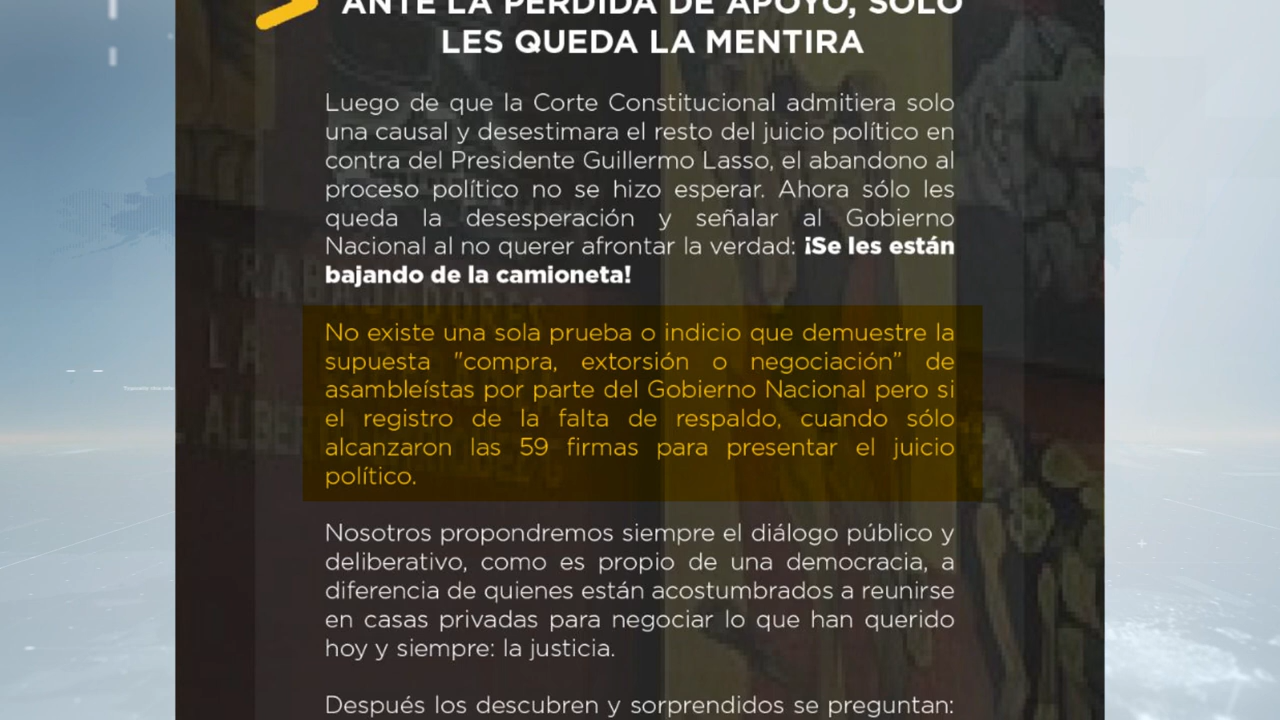 ANTE LA PÉRDIDA DE APOYO, SÓLO
LES QUEDA LA MENTIRA
Luego de que la Corte Constitucional admitiera solo
una causal y desestimara el resto del juicio político en
contra del Presidente Guillermo Lasso, el abandono al
proceso político no se hizo esperar. Ahora sólo les
queda la desesperación y señalar al Gobierno
Nacional al no querer afrontar la verdad: ¡Se les están
bajando de la camioneta!
No existe una sola prueba o indicio que demuestre la
supuesta "compra, extorsión o negociación” de
asambleístas por parte del Gobierno Nacional pero si
el registro de la falta de respaldo, cuando sólo
alcanzaron las 59 firmas para presentar el juicio
político.
Nosotros propondremos siempre el diálogo público y
deliberativo, como es propio de una democracia, a
diferencia de quienes están acostumbrados a reunirse
en casas privadas para negociar lo que han querido
hoy y siempre: la justicia.
Después los descubren y sorprendidos se preguntan:
TRABAJADORES
LA